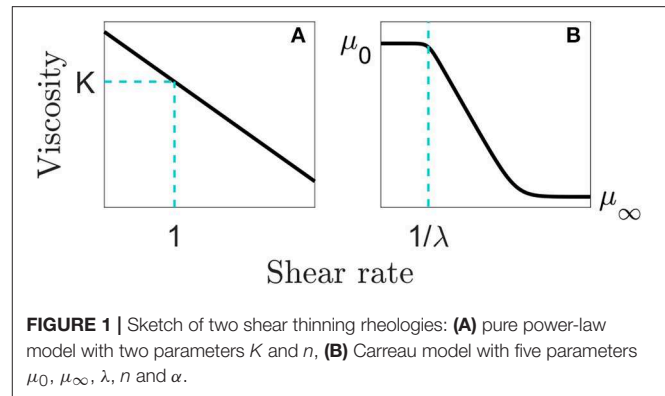 A
B
Viscosity
K
μ₀
μ∞
1
1/λ
Shear rate
FIGURE 1 | Sketch of two shear thinning rheologies: (A) pure power-law
model with two parameters K and n, (B) Carreau model with five parameters
μ₀, μ∞, λ, n and α.